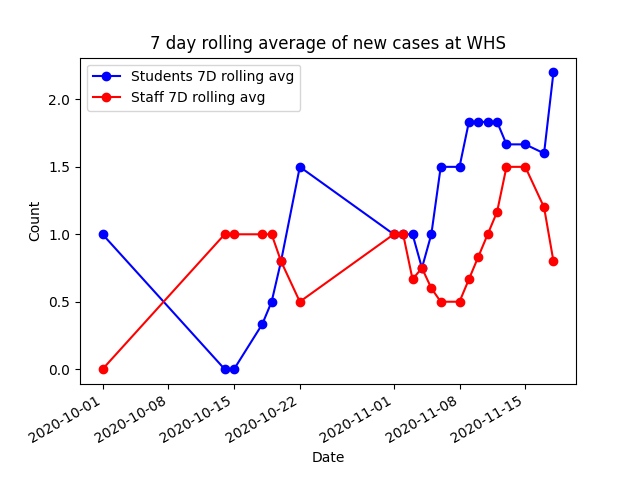 7 day rolling average of new cases at WHS
Students 7D rolling avg
Staff 7D rolling avg
Count
2.0
1.5
1.0
0.5
0.0
2020-10-01
2020-10-08
2020-10-15
2020-10-22
2020-11-01
2020-11-08
2020-11-15
Date